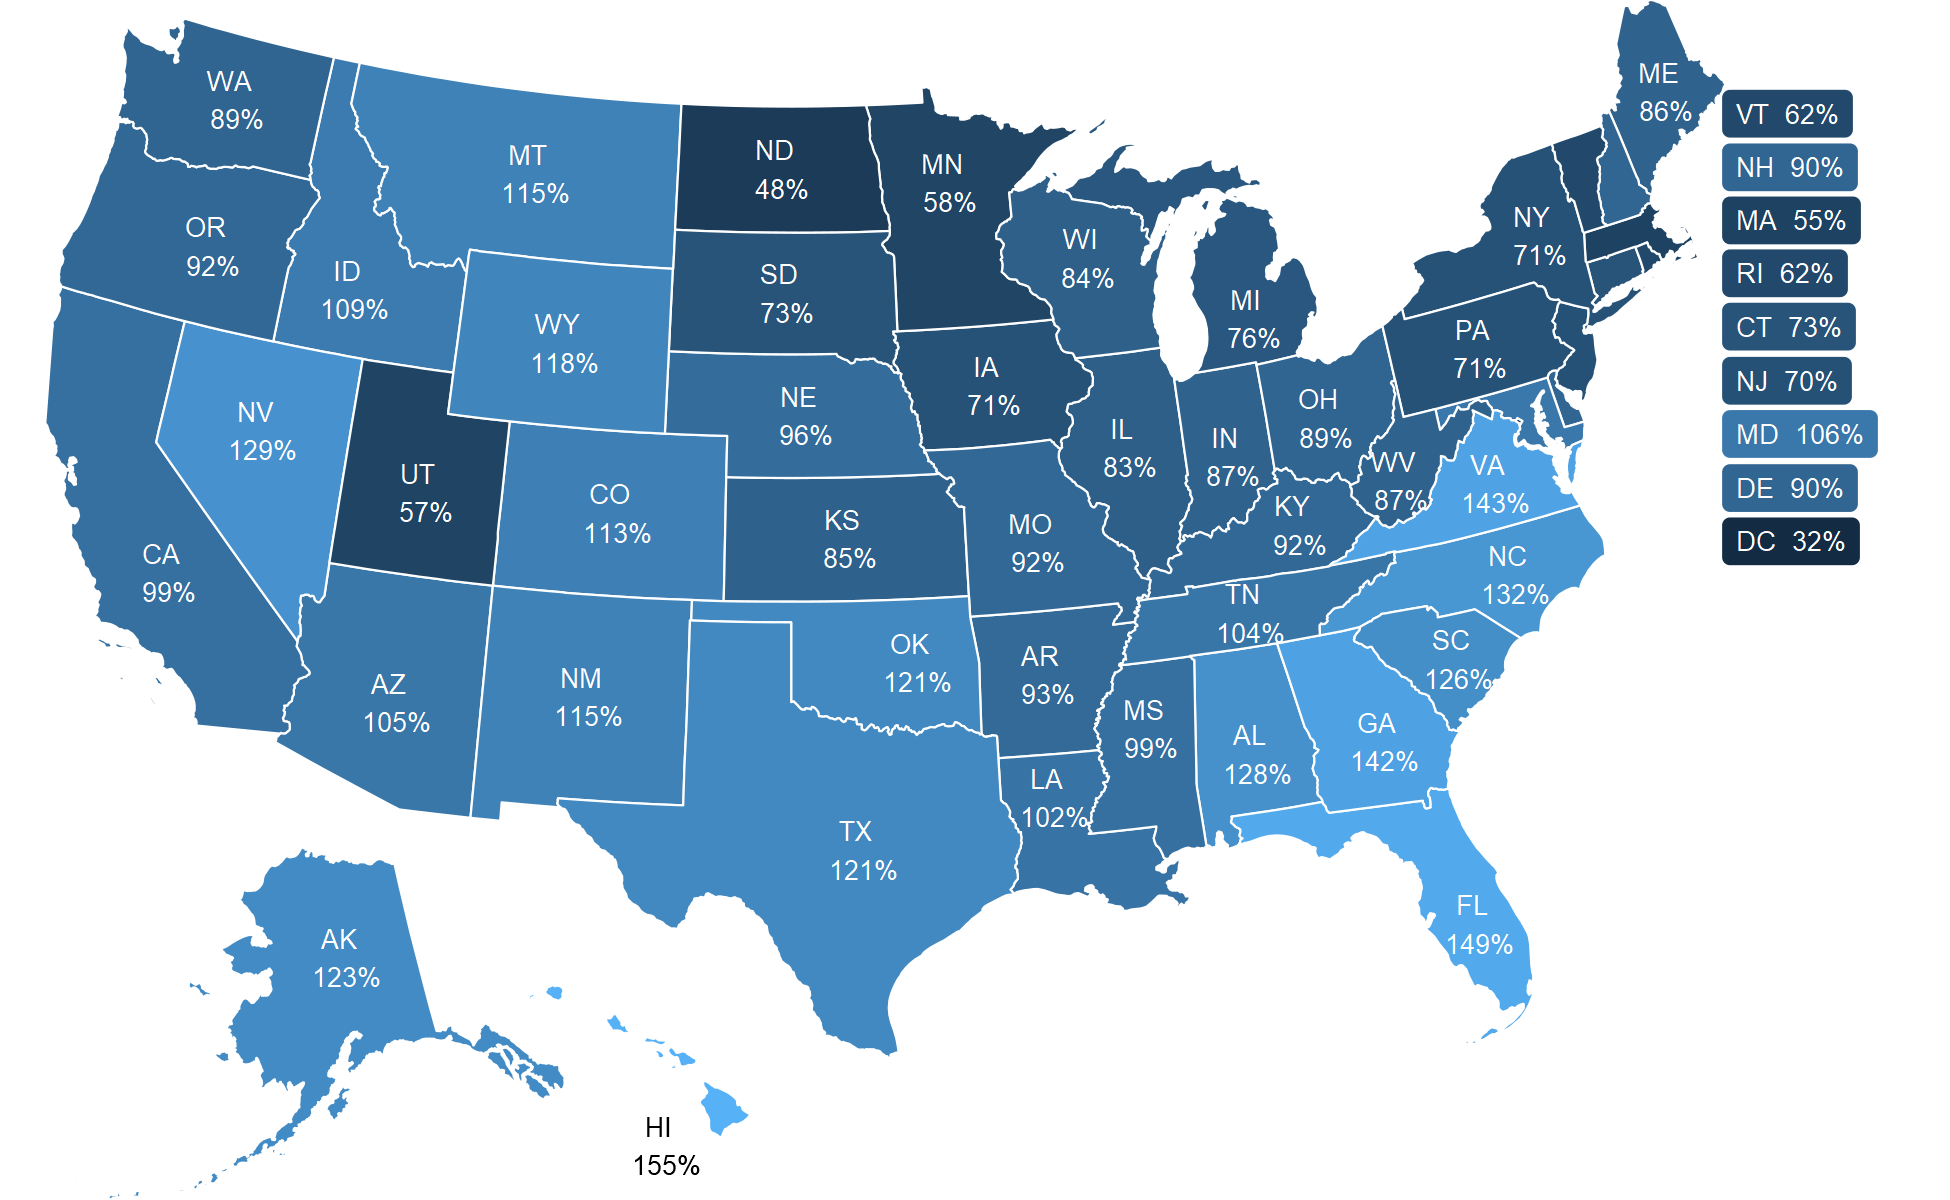 WA
89%
OR
92%
CA
99%
ID
109%
NV
129%
MT
115%
WY
118%
UT
57%
CO
113%
AZ
105%
NM
115%
ND
48%
SD
73%
NE
96%
KS
85%
OK
121%
TX
121%
MN
58%
IA
71%
MO
92%
AR
93%
LA
102%
WI
84%
IL
83%
MI
76%
IN
87%
OH
89%
KY
92%
TN
104%
MS
99%
AL
128%
GA
142%
FL
149%
SC
126%
NC
132%
VA
143%
WV
87%
PA
71%
NY
71%
ME
86%
VT 62%
NH 90%
MA 55%
RI 62%
CT 73%
NJ 70%
MD 106%
DE 90%
DC 32%
AK
123%
HI
155%